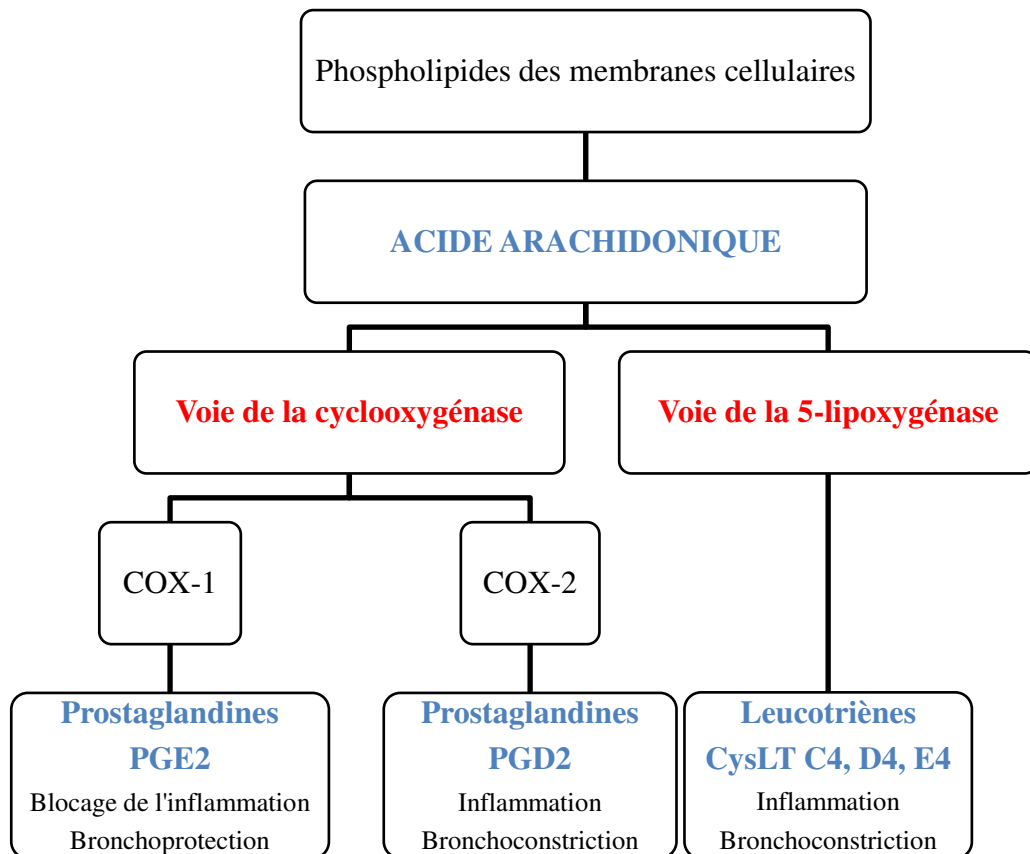 Phospholipides des membranes cellulaires
ACIDE ARACHIDONIQUE
Voie de la cyclooxygénase
Voie de la 5-lipoxygénase
COX-1
COX-2
Prostaglandines
PGE2
Blocage de l'inflammation
Bronchoprotection
Prostaglandines
PGD2
Inflammation
Bronchoconstriction
Leucotriènes
CysLT C4, D4, E4
Inflammation
Bronchoconstriction